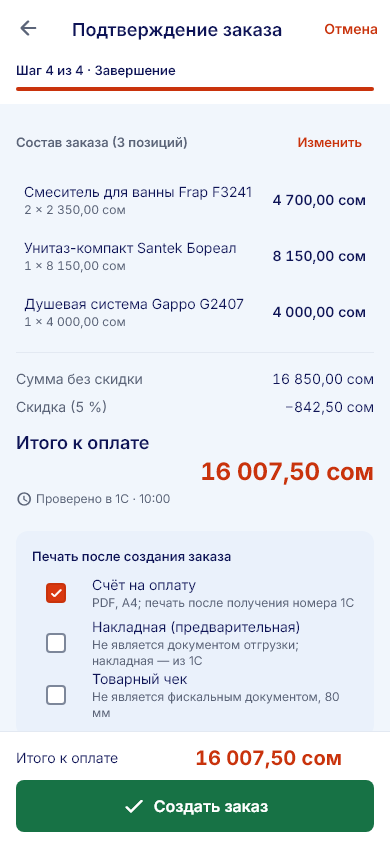 Подтверждение заказа
Отмена
Шаг 4 из 4 · Завершение
Состав заказа (3 позиций)
Изменить
Смеситель для ванны Frap F3241
4 700,00 сом
2 × 2 350,00 сом
Унитаз-компакт Santek Бореал
8 150,00 сом
1 × 8 150,00 сом
Душевая система Gappo G2407
4 000,00 сом
1 × 4 000,00 сом
Сумма без скидки
16 850,00 сом
Скидка (5 %)
−842,50 сом
Итого к оплате
16 007,50 сом
Проверено в 1С · 10:00
Печать после создания заказа
Счёт на оплату
PDF, A4; печать после получения номера 1С
Накладная (предварительная)
Не является документом отгрузки;
накладная — из 1С
Товарный чек
Не является фискальным документом, 80
мм
Итого к оплате
16 007,50 сом
Создать заказ